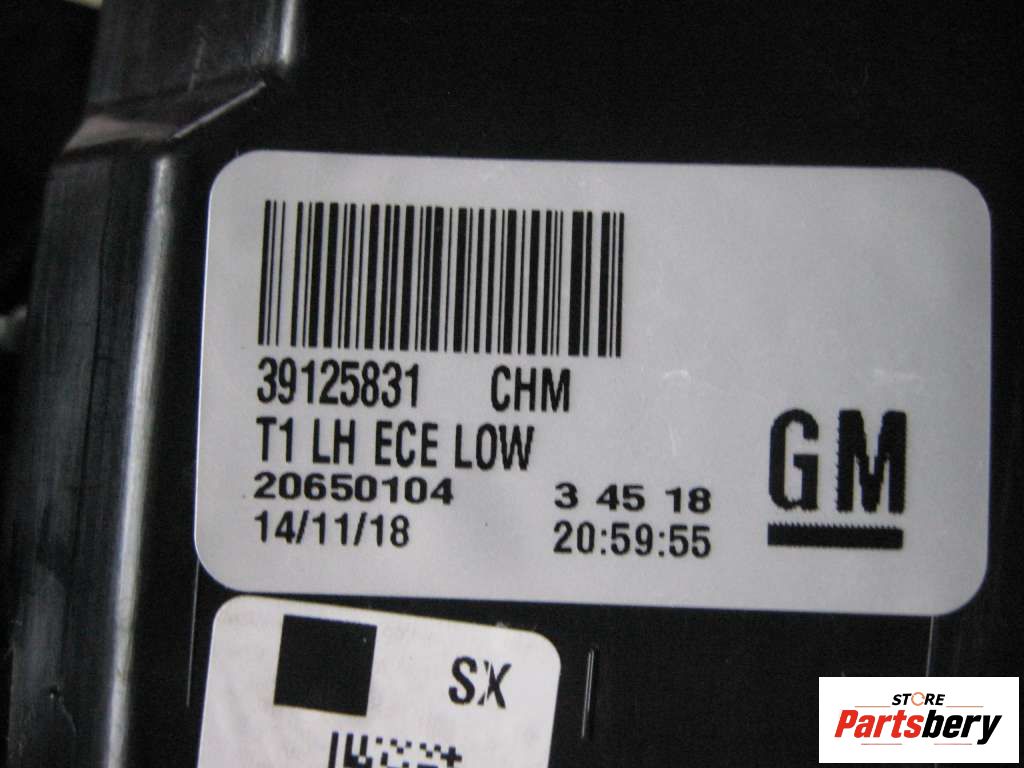 39125831 CHM
T1 LH ECE LOW
20650104 3 45 18
14/11/18 20:59:55
GM
SX
STORE
Partsbery